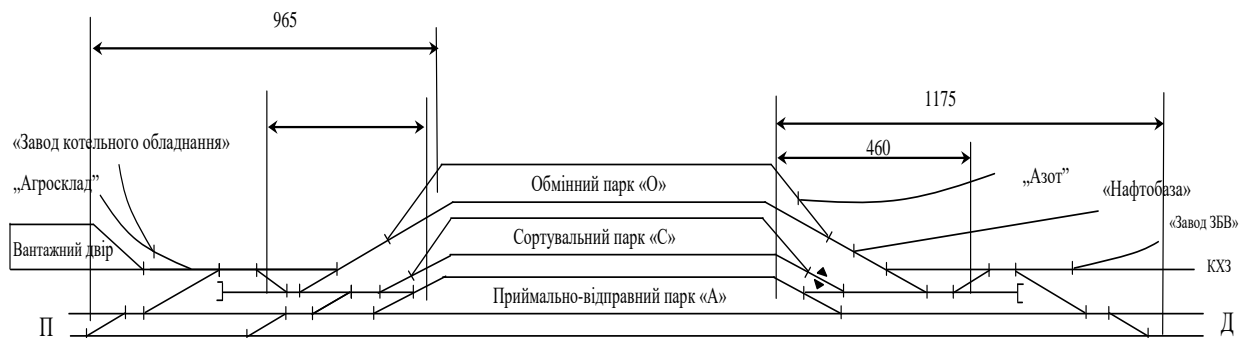 965
1175
«Завод котельного обладнання»
460
„Агросклад”
Обмінний парк «О»
„Азот”
«Нафтобаза»
«Завод ЗБВ»
Вантажний двір
Сортувальний парк «С»
КХЗ
Приймально-відправний парк «А»
П
Д